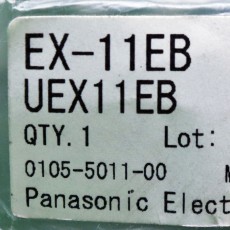 EX-11EB
UEX11EB
QTY. 1 Lot:
0105-5011-00
Panasonic Elect